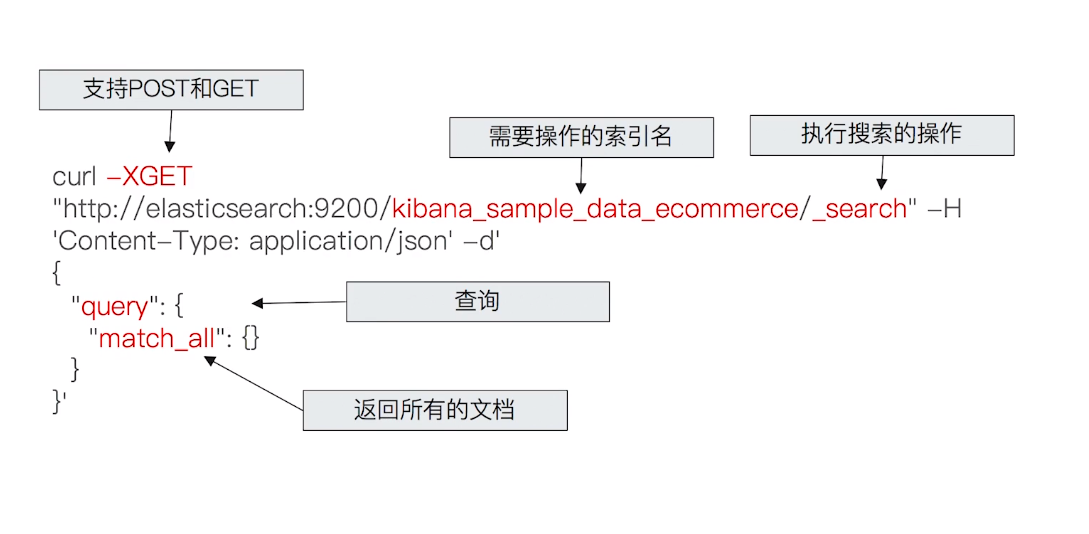 支持POST和GET
需要操作的索引名
执行搜索的操作
curl –XGET
"http://elasticsearch:9200/kibana_sample_data_ecommerce/_search" –H
'Content–Type: application/json' –d'
{
"query": {
查询
"match_all": {}
}
}'
返回所有的文档